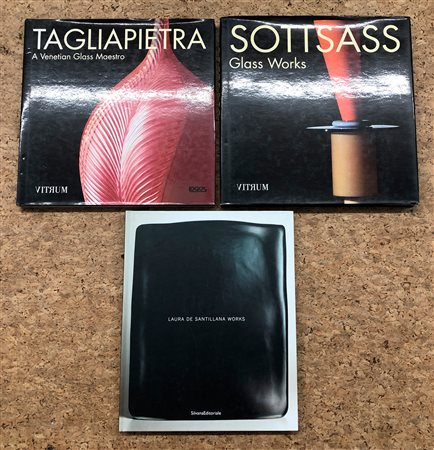 TAGLIAPIETRA
A Venetian Glass Maestro
VITRUM
SOTTSASS
Glass Works
VITRUM
LAURA DE SANTILLANA WORKS
SilvanaEditoriale